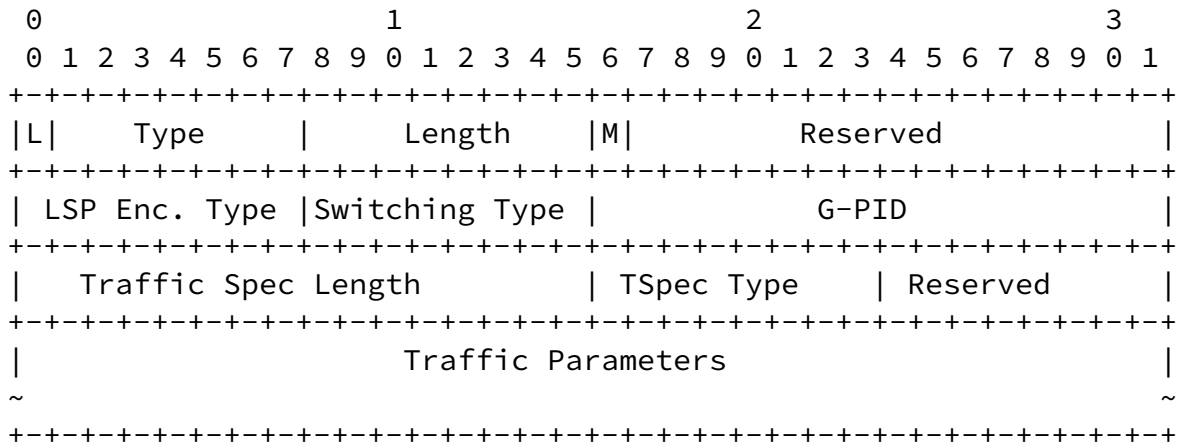 0                   1                   2                   3
 0 1 2 3 4 5 6 7 8 9 0 1 2 3 4 5 6 7 8 9 0 1 2 3 4 5 6 7 8 9 0 1
+-+-+-+-+-+-+-+-+-+-+-+-+-+-+-+-+-+-+-+-+-+-+-+-+-+-+-+-+-+-+-+-+
|L|    Type     |     Length    |M|         Reserved            |
+-+-+-+-+-+-+-+-+-+-+-+-+-+-+-+-+-+-+-+-+-+-+-+-+-+-+-+-+-+-+-+-+
| LSP Enc. Type |Switching Type |            G-PID              |
+-+-+-+-+-+-+-+-+-+-+-+-+-+-+-+-+-+-+-+-+-+-+-+-+-+-+-+-+-+-+-+-+
|   Traffic Spec Length         | TSpec Type    | Reserved      |
+-+-+-+-+-+-+-+-+-+-+-+-+-+-+-+-+-+-+-+-+-+-+-+-+-+-+-+-+-+-+-+-+
|                     Traffic Parameters                        |
~                                                               ~
+-+-+-+-+-+-+-+-+-+-+-+-+-+-+-+-+-+-+-+-+-+-+-+-+-+-+-+-+-+-+-+-+